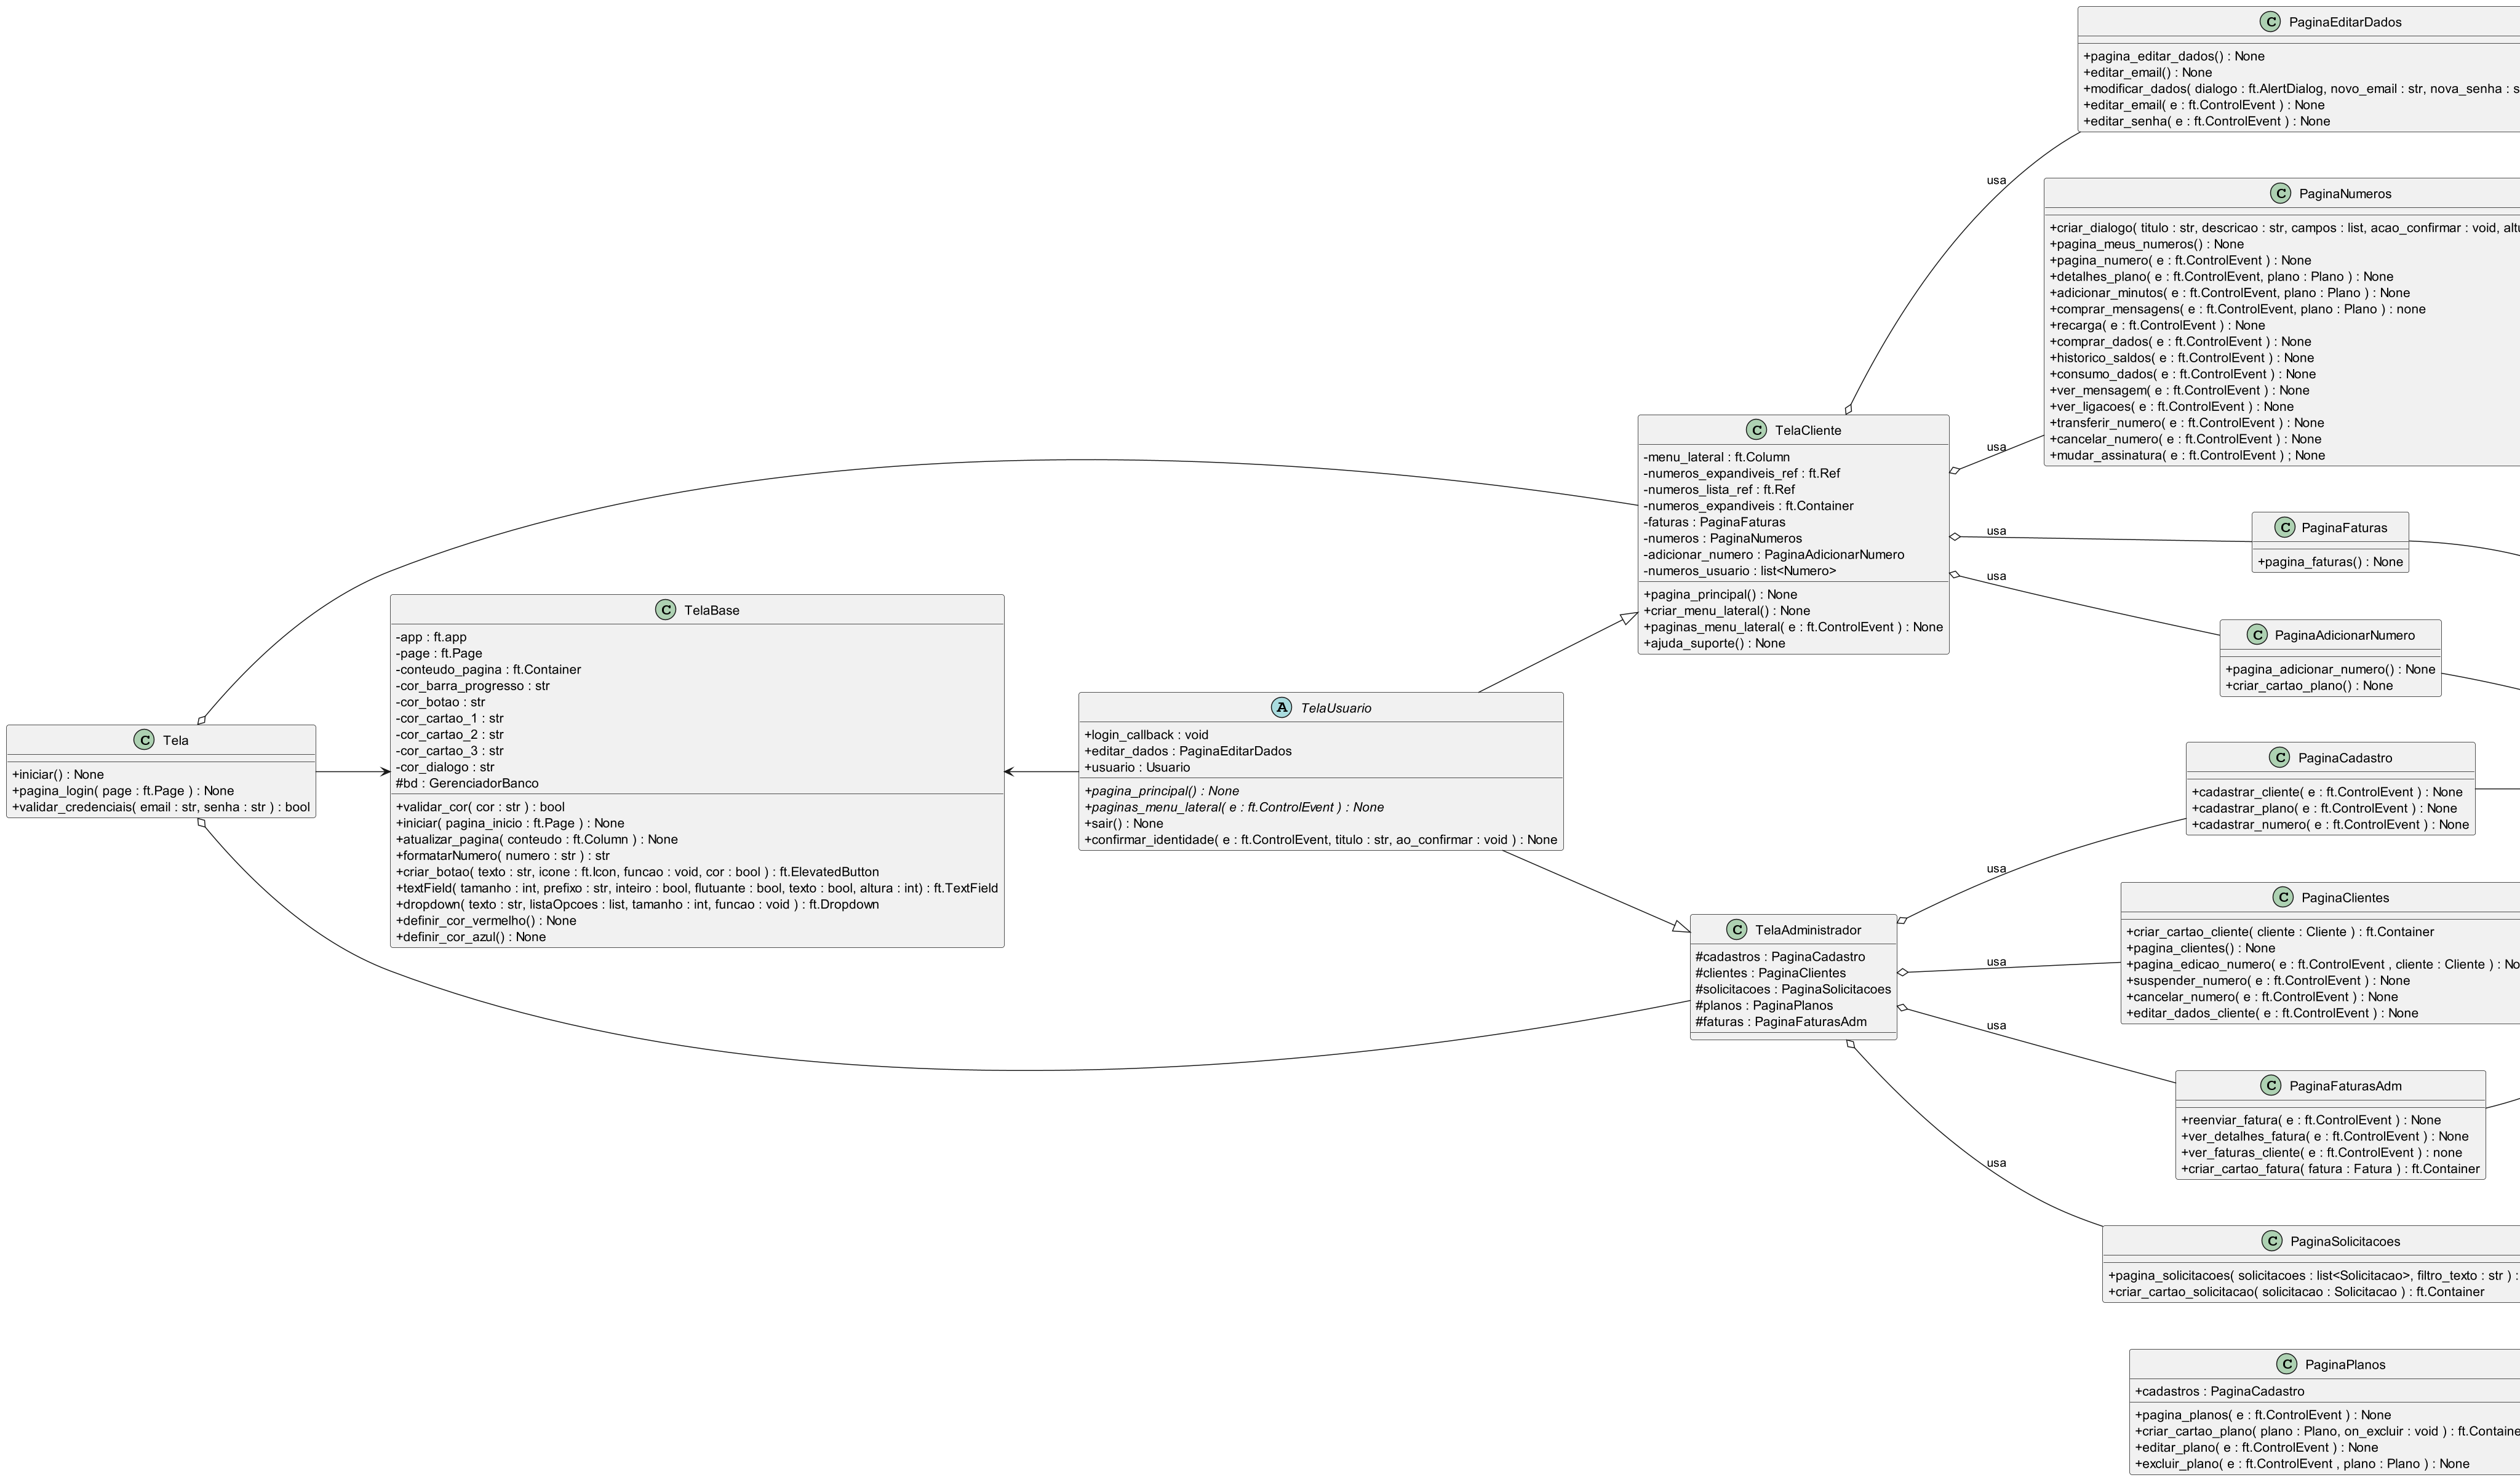 C Tela
+iniciar() : None
+pagina_login( page : ft.Page ) : None
+validar_credenciais( email : str, senha : str ) : bool
C TelaBase
-app : ft.app
-page : ft.Page
-conteudo_pagina : ft.Container
-cor_barra_progresso : str
-cor_botao : str
-cor_cartao_1 : str
-cor_cartao_2 : str
-cor_cartao_3 : str
-cor_dialogo : str
#bd : GerenciadorBanco
+validar_cor( cor : str ) : bool
+iniciar( pagina_inicio : ft.Page ) : None
+atualizar_pagina( conteudo : ft.Column ) : None
+formatarNumero( numero : str ) : str
+criar_botao( texto : str, icone : ft.Icon, funcao : void, cor : bool ) : ft.ElevatedButton
+textField( tamanho : int, prefixo : str, inteiro : bool, flutuante : bool, texto : bool, altura : int) : ft.TextField
+dropdown( texto : str, listaOpcoes : list, tamanho : int, funcao : void ) : ft.Dropdown
+definir_cor_vermelho() : None
+definir_cor_azul() : None
A TelaUsuario
+login_callback : void
+editar_dados : PaginaEditarDados
+usuario : Usuario
+pagina_principal() : None
+paginas_menu_lateral( e : ft.ControlEvent ) : None
+sair() : None
+confirmar_identidade( e : ft.ControlEvent, titulo : str, ao_confirmar : void ) : None
C TelaCliente
-menu_lateral : ft.Column
-numeros_expandiveis_ref : ft.Ref
-numeros_lista_ref : ft.Ref
-numeros_expandiveis : ft.Container
-faturas : PaginaFaturas
-numeros : PaginaNumeros
-adicionar_numero : PaginaAdicionarNumero
-numeros_usuario : list<Numero>
+pagina_principal() : None
+criar_menu_lateral() : None
+paginas_menu_lateral( e : ft.ControlEvent ) : None
+ajuda_suporte() : None
C TelaAdministrador
#cadastros : PaginaCadastro
#clientes : PaginaClientes
#solicitacoes : PaginaSolicitacoes
#planos : PaginaPlanos
#faturas : PaginaFaturasAdm
usa
usa
usa
usa
usa
usa
usa
usa
C PaginaEditarDados
+pagina_editar_dados() : None
+editar_email() : None
+modificar_dados( dialogo : ft.AlertDialog, novo_email : str, nova_senha : s
+editar_email( e : ft.ControlEvent ) : None
+editar_senha( e : ft.ControlEvent ) : None
C PaginaNumeros
+criar_dialogo( titulo : str, descricao : str, campos : list, acao_confirmar : void, altu
+pagina_meus_numeros() : None
+pagina_numero( e : ft.ControlEvent ) : None
+detalhes_plano( e : ft.ControlEvent, plano : Plano ) : None
+adicionar_minutos( e : ft.ControlEvent, plano : Plano ) : None
+comprar_mensagens( e : ft.ControlEvent, plano : Plano ) : none
+recarga( e : ft.ControlEvent ) : None
+comprar_dados( e : ft.ControlEvent ) : None
+historico_saldos( e : ft.ControlEvent ) : None
+consumo_dados( e : ft.ControlEvent ) : None
+ver_mensagem( e : ft.ControlEvent ) : None
+ver_ligacoes( e : ft.ControlEvent ) : None
+transferir_numero( e : ft.ControlEvent ) : None
+cancelar_numero( e : ft.ControlEvent ) : None
+mudar_assinatura( e : ft.ControlEvent ) ; None
C PaginaFaturas
+pagina_faturas() : None
C PaginaAdicionarNumero
+pagina_adicionar_numero() : None
+criar_cartao_plano() : None
C PaginaCadastro
+cadastrar_cliente( e : ft.ControlEvent ) : None
+cadastrar_plano( e : ft.ControlEvent ) : None
+cadastrar_numero( e : ft.ControlEvent ) : None
C PaginaClientes
+criar_cartao_cliente( cliente : Cliente ) : ft.Container
+pagina_clientes() : None
+pagina_edicao_numero( e : ft.ControlEvent , cliente : Cliente ) : No
+suspender_numero( e : ft.ControlEvent ) : None
+cancelar_numero( e : ft.ControlEvent ) : None
+editar_dados_cliente( e : ft.ControlEvent ) : None
C PaginaFaturasAdm
+reenviar_fatura( e : ft.ControlEvent ) : None
+ver_detalhes_fatura( e : ft.ControlEvent ) : None
+ver_faturas_cliente( e : ft.ControlEvent ) : none
+criar_cartao_fatura( fatura : Fatura ) : ft.Container
C PaginaSolicitacoes
+pagina_solicitacoes( solicitacoes : list<Solicitacao>, filtro_texto : str ) :
+criar_cartao_solicitacao( solicitacao : Solicitacao ) : ft.Container
C PaginaPlanos
+cadastros : PaginaCadastro
+pagina_planos( e : ft.ControlEvent ) : None
+criar_cartao_plano( plano : Plano, on_excluir : void ) : ft.Containe
+editar_plano( e : ft.ControlEvent ) : None
+excluir_plano( e : ft.ControlEvent , plano : Plano ) : None